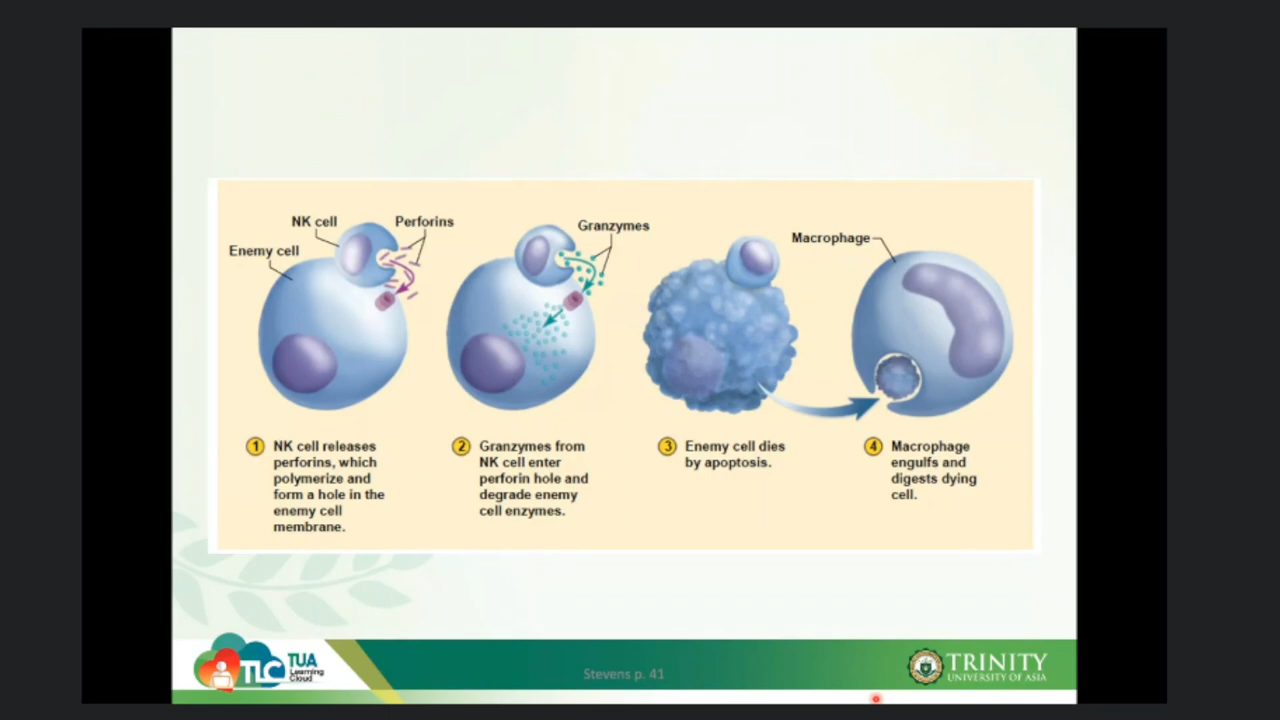 NK cell
Perforins
Enemy cell
Granzymes
Macrophage
1 NK cell releases
perforins, which
polymerize and
form a hole in the
enemy cell
membrane.
2 Granzymes from
NK cell enter
perforin hole and
degrade enemy
cell enzymes.
3 Enemy cell dies
by apoptosis.
4 Macrophage
engulfs and
digests dying
cell.
TLC
TUA
Learning
Cloud
Stevens p. 41
TRINITY
UNIVERSITY OF ASIA